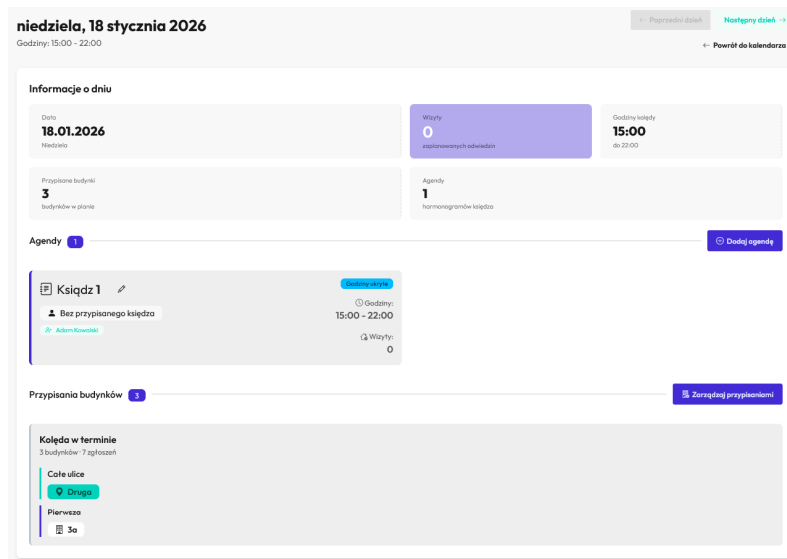 niedziela, 18 stycznia 2026
Godziny: 15:00 - 22:00
← Poprzedni dzień
Następny dzień →
← Powrót do kalendarza
Informacje o dniu
Data
18.01.2026
Niedziela
Wizyty
0
zaplanowanych odwiedzin
Godziny kolędy
15:00
do 22:00
Przypisane budynki
3
budynków w planie
Agendy
1
harmonogramów księdza
Agendy 1
Dodaj agendę
Ksiądz 1
Godziny ukryte
Bez przypisanego księdza
Adam Kowalski
Godziny:
15:00 - 22:00
Wizyty:
0
Przypisania budynków 3
Zarządzaj przypisaniami
Kolęda w terminie
3 budynków · 7 zgłoszeń
Całe ulice
Druga
Pierwsza
3a